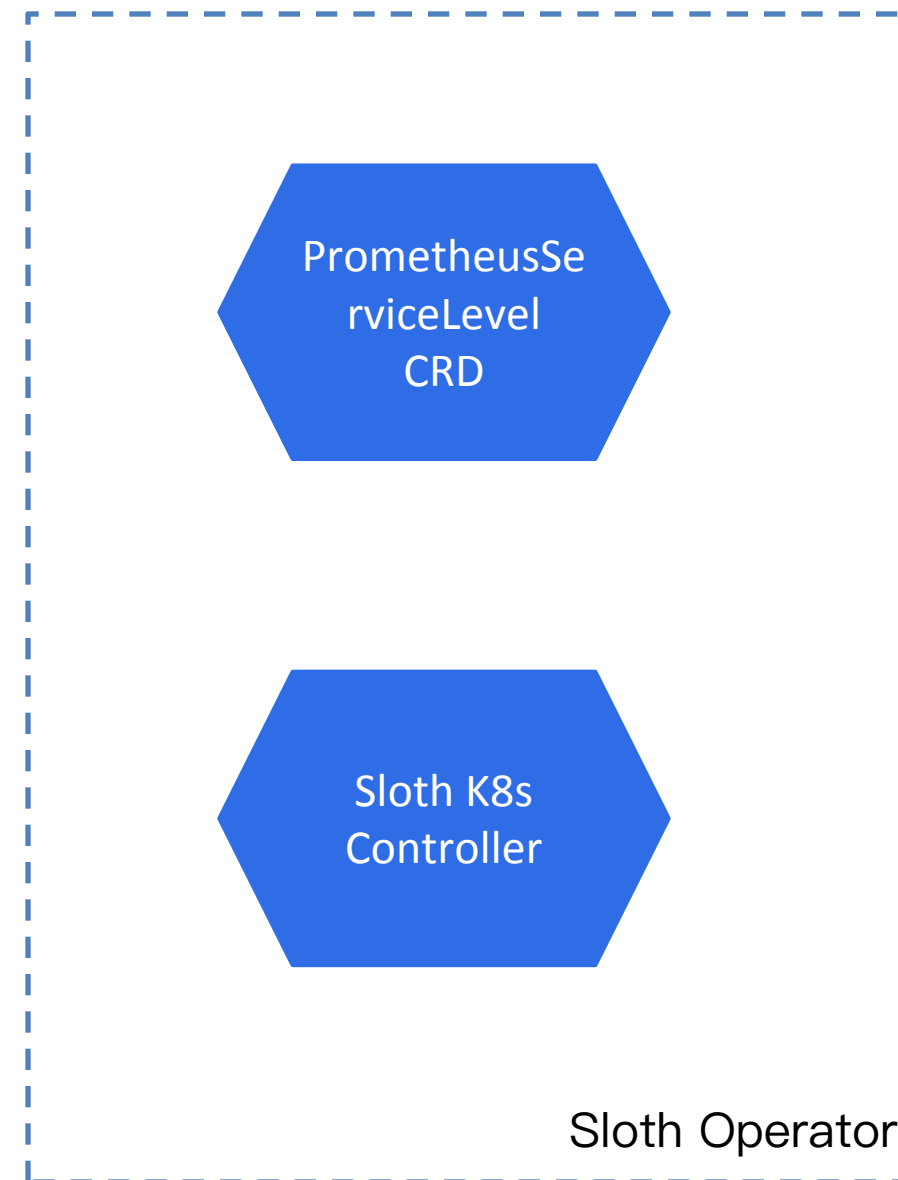 PrometheusSe
rviceLevel
CRD
Sloth K8s
Controller
Sloth Operator